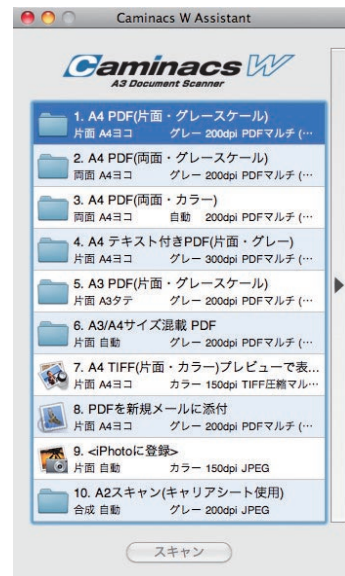 Caminacs W Assistant
Caminacs W
A3 Document Scanner
1. A4 PDF(片面・グレースケール)
片面 A4ヨコ グレー 200dpi PDFマルチ (…
2. A4 PDF(両面・グレースケール)
両面 A4ヨコ グレー 200dpi PDFマルチ (…
3. A4 PDF(両面・カラー)
両面 A4ヨコ 自動 200dpi PDFマルチ (…
4. A4 テキスト付きPDF(片面・グレー)
片面 A4ヨコ グレー 300dpi PDFマルチ (…
5. A3 PDF(片面・グレースケール)
片面 A3タテ グレー 200dpi PDFマルチ (…
6. A3/A4サイズ混載 PDF
片面 自動 グレー 200dpi PDFマルチ (…
7. A4 TIFF(片面・カラー)プレビューで表...
片面 A4ヨコ カラー 150dpi TIFF圧縮マル…
8. PDFを新規メールに添付
片面 A4ヨコ グレー 200dpi PDFマルチ (…
9. <iPhotoに登録>
片面 自動 カラー 150dpi JPEG
10. A2スキャン(キャリアシート使用)
合成 自動 グレー 200dpi JPEG
スキャン